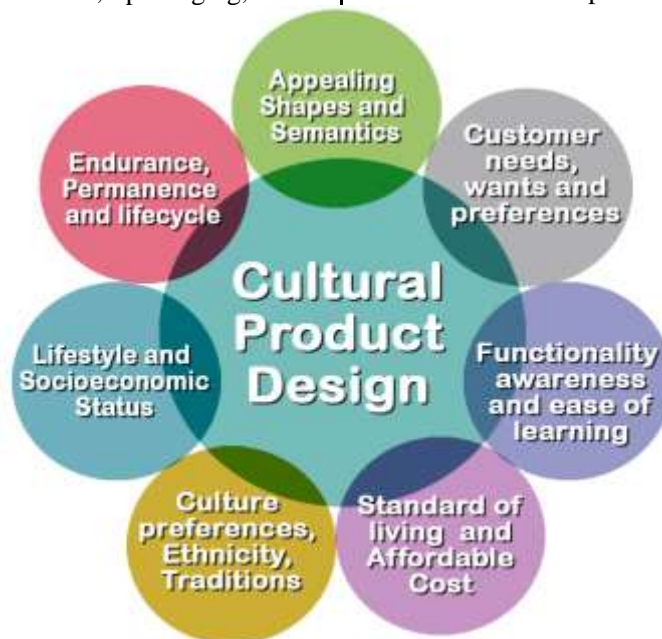 Appealing
Shapes and
Semantics
Customer
needs,
wants and
preferences
Endurance,
Permanence
and lifecycle
Cultural
Product
Design
Lifestyle and
Socioeconomic
Status
Functionality
awareness
and ease of
learning
Culture
preferences,
Ethnicity,
Traditions
Standard of
living and
Affordable
Cost